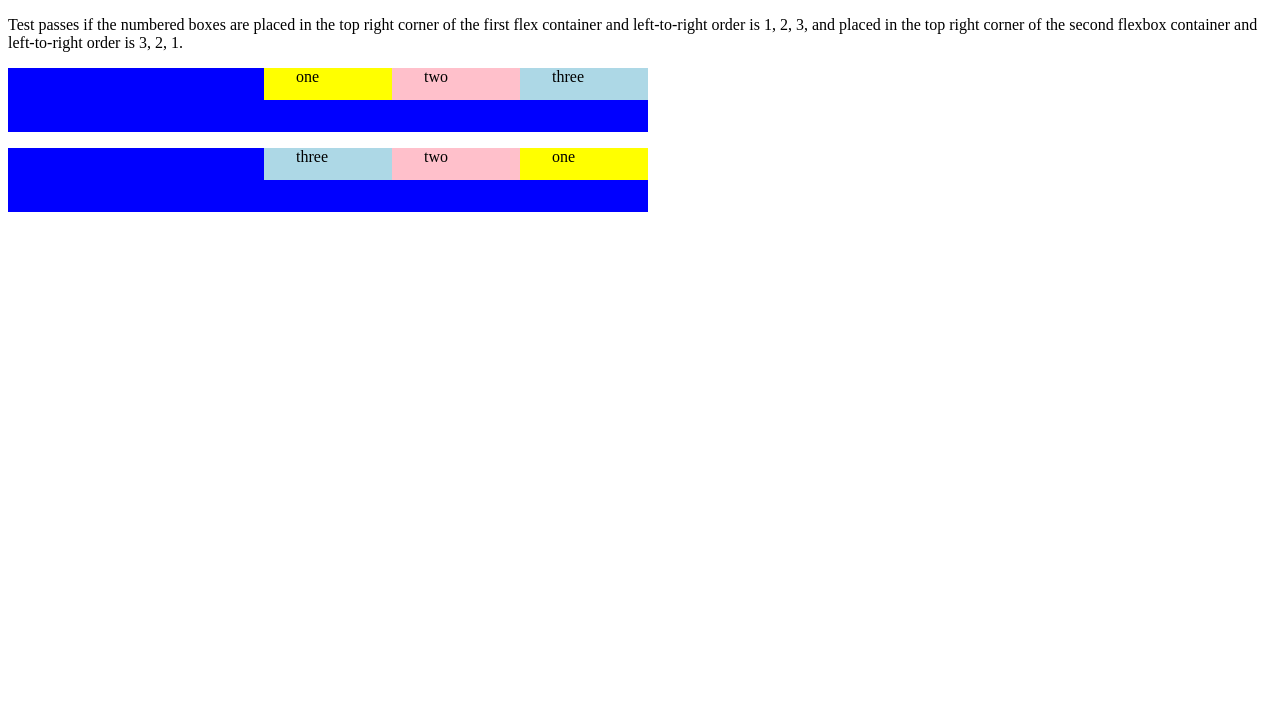 Test passes if the numbered boxes are placed in the top right corner of the first flex container and left-to-right order is 1, 2, 3, and placed in the top right corner of the second flexbox container and
left-to-right order is 3, 2, 1.
one two three
three two one